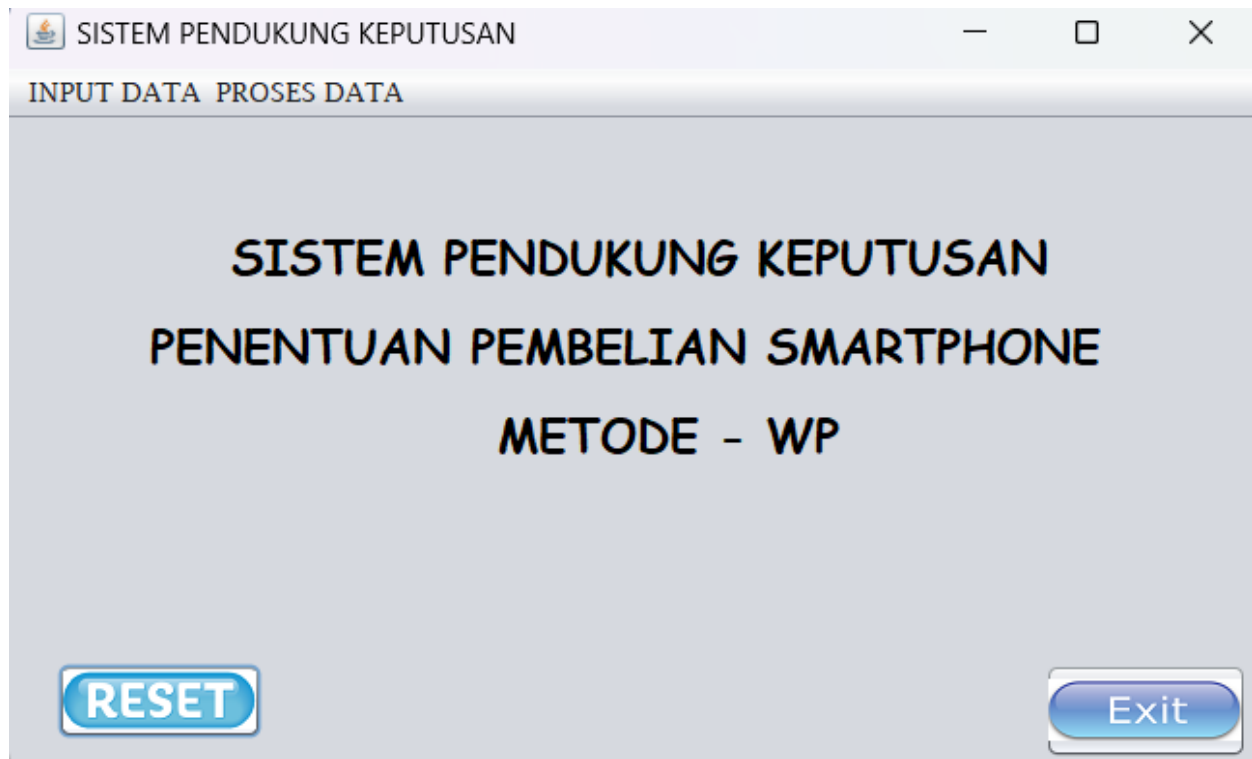 SISTEM PENDUKUNG KEPUTUSAN
INPUT DATA PROSES DATA
SISTEM PENDUKUNG KEPUTUSAN
PENENTUAN PEMBELIAN SMARTPHONE
METODE - WP
RESET
Exit